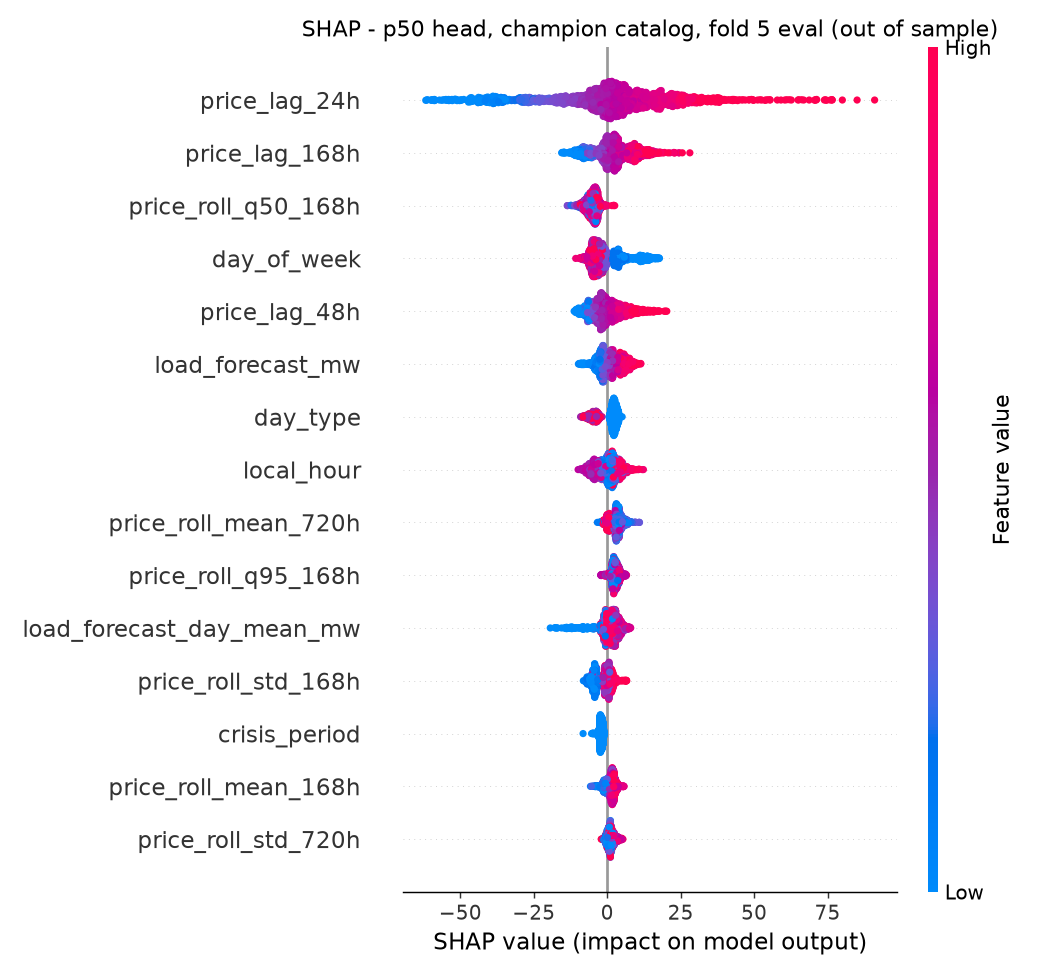 SHAP - p50 head, champion catalog, fold 5 eval (out of sample)
High
price_lag_24h
price_lag_168h
price_roll_q50_168h
day_of_week
price_lag_48h
load_forecast_mw
day_type
local_hour
price_roll_mean_720h
price_roll_q95_168h
load_forecast_day_mean_mw
price_roll_std_168h
crisis_period
price_roll_mean_168h
price_roll_std_720h
Feature value
Low
−50 −25 0 25 50 75
SHAP value (impact on model output)